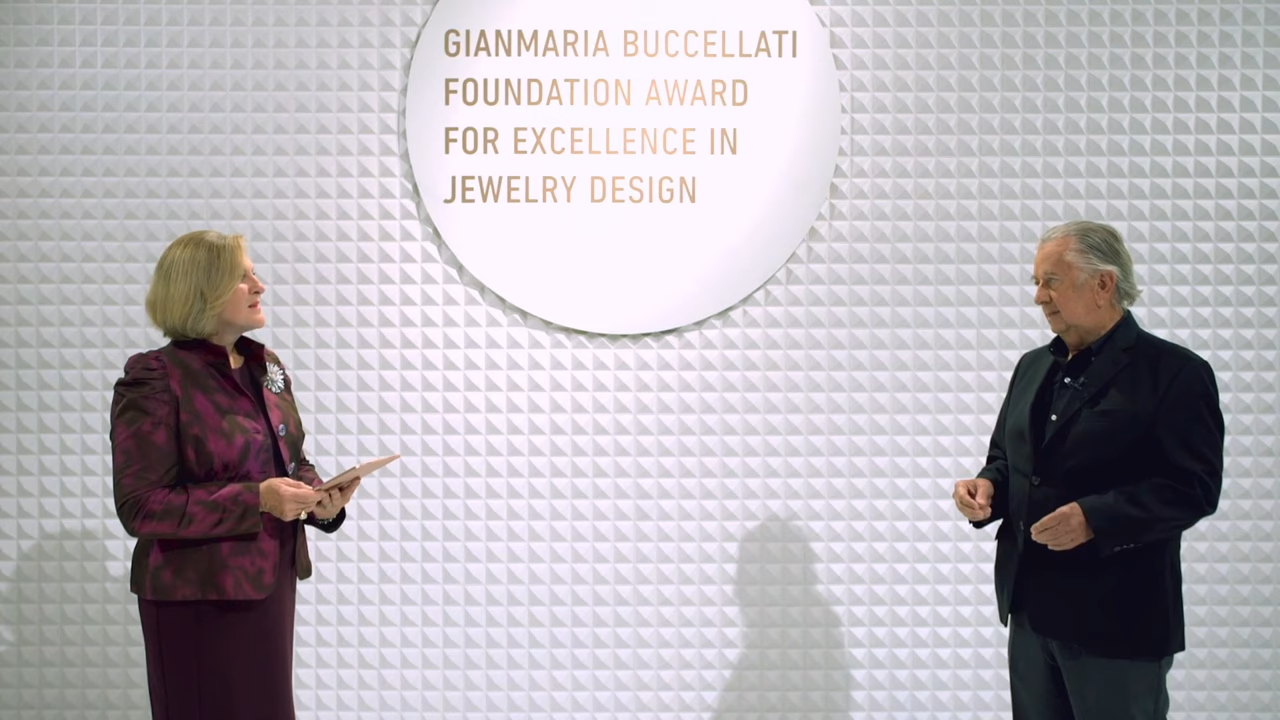 GIANMARIA BUCCELLATI
FOUNDATION AWARD
FOR EXCELLENCE IN
JEWELRY DESIGN